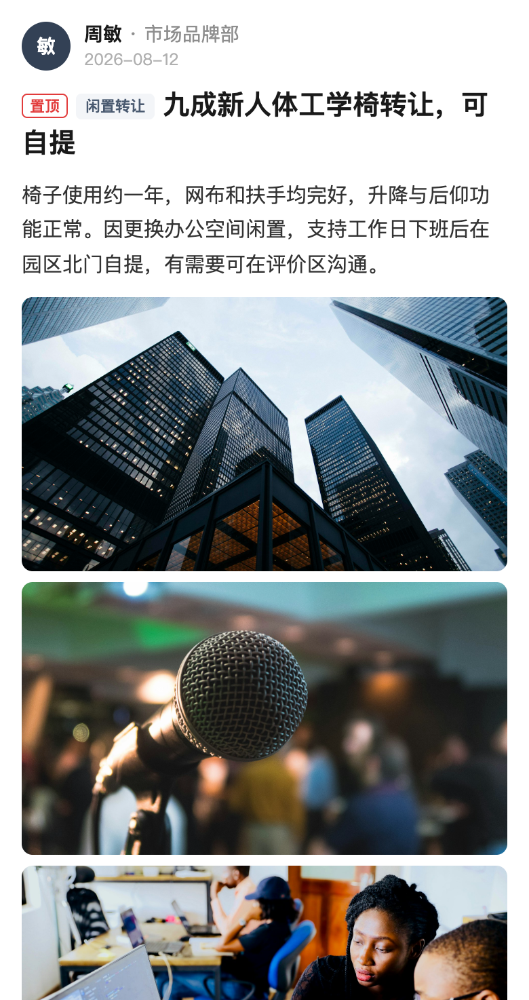 敏
周敏 · 市场品牌部
2026-08-12
置顶 闲置转让 九成新人体工学椅转让，可
自提
椅子使用约一年，网布和扶手均完好，升降与后仰功
能正常。因更换办公空间闲置，支持工作日下班后在
园区北门自提，有需要可在评价区沟通。